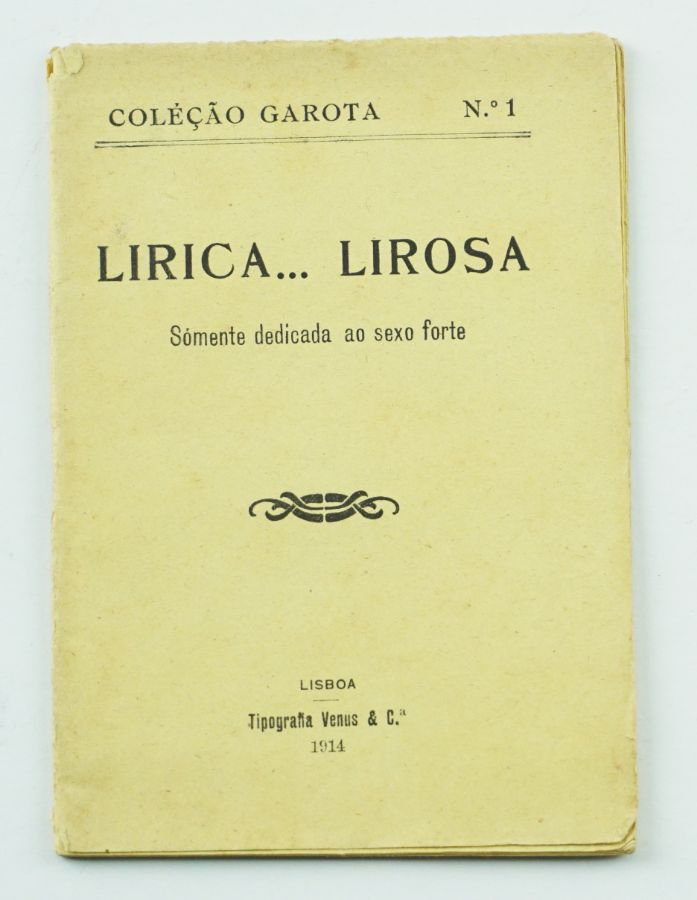 COLÉÇÃO GAROTA N.º 1
LIRICA... LIROSA
Sómente dedicada ao sexo forte
LISBOA
Tipografia Venus & C.ª
1914